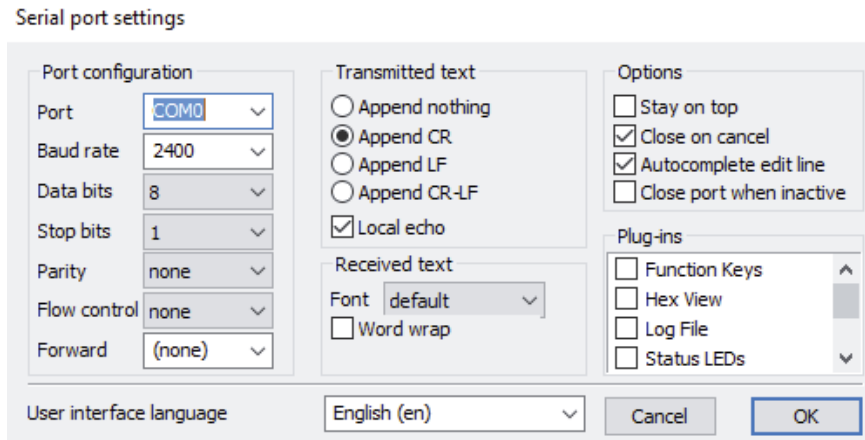 Serial port settings
Port configuration
Port COM0
Baud rate 2400
Data bits 8
Stop bits 1
Parity none
Flow control none
Forward (none)
Transmitted text
Append nothing
Append CR
Append LF
Append CR-LF
Local echo
Received text
Font default
Word wrap
Options
Stay on top
Close on cancel
Autocomplete edit line
Close port when inactive
Plug-ins
Function Keys
Hex View
Log File
Status LEDs
User interface language English (en) Cancel OK